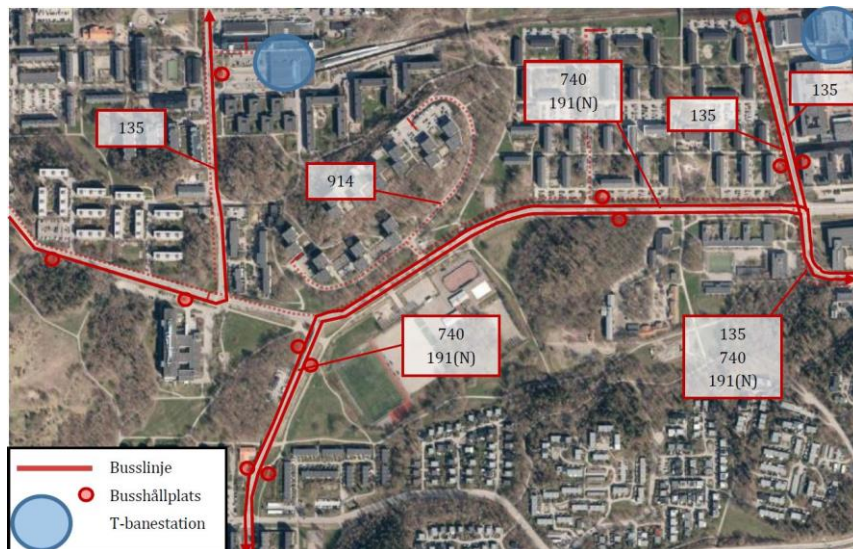 740
191(N)
135
135
135
914
740
191(N)
135
740
191(N)
Busslinje
Busshållplats
T-banestation